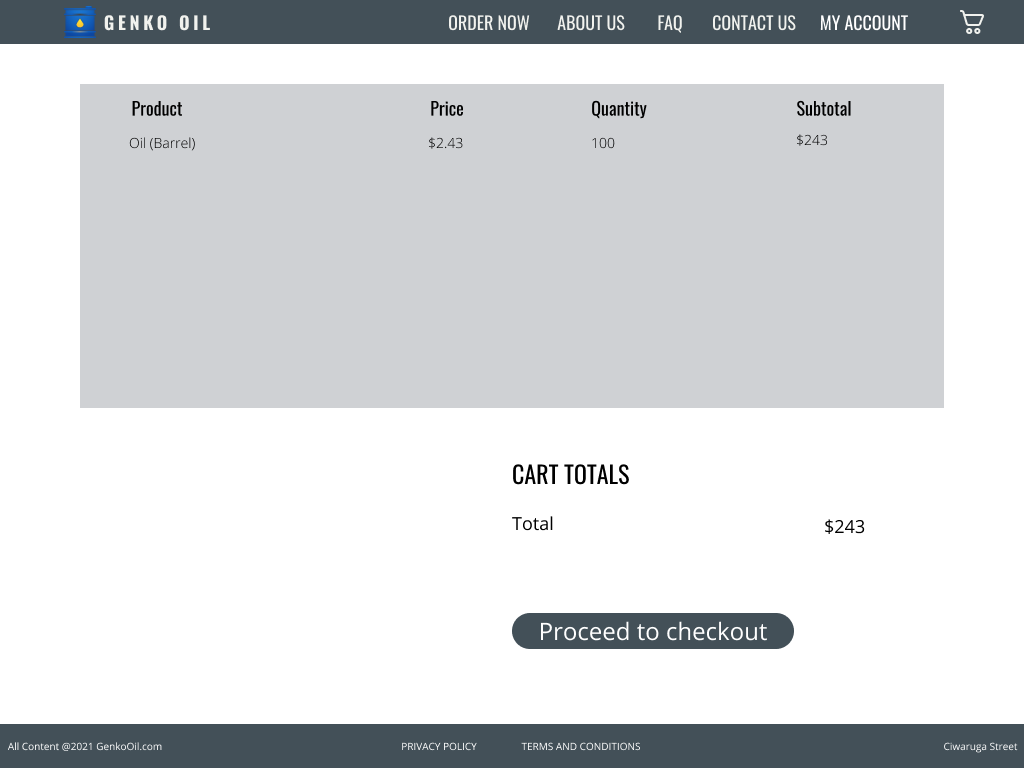 GENKO OIL
ORDER NOW ABOUT US FAQ CONTACT US MY ACCOUNT
Product Price Quantity Subtotal
Oil (Barrel) $2.43 100 $243
CART TOTALS
Total $243
Proceed to checkout
All Content @2021 GenkoOil.com PRIVACY POLICY TERMS AND CONDITIONS Ciwaruga Street